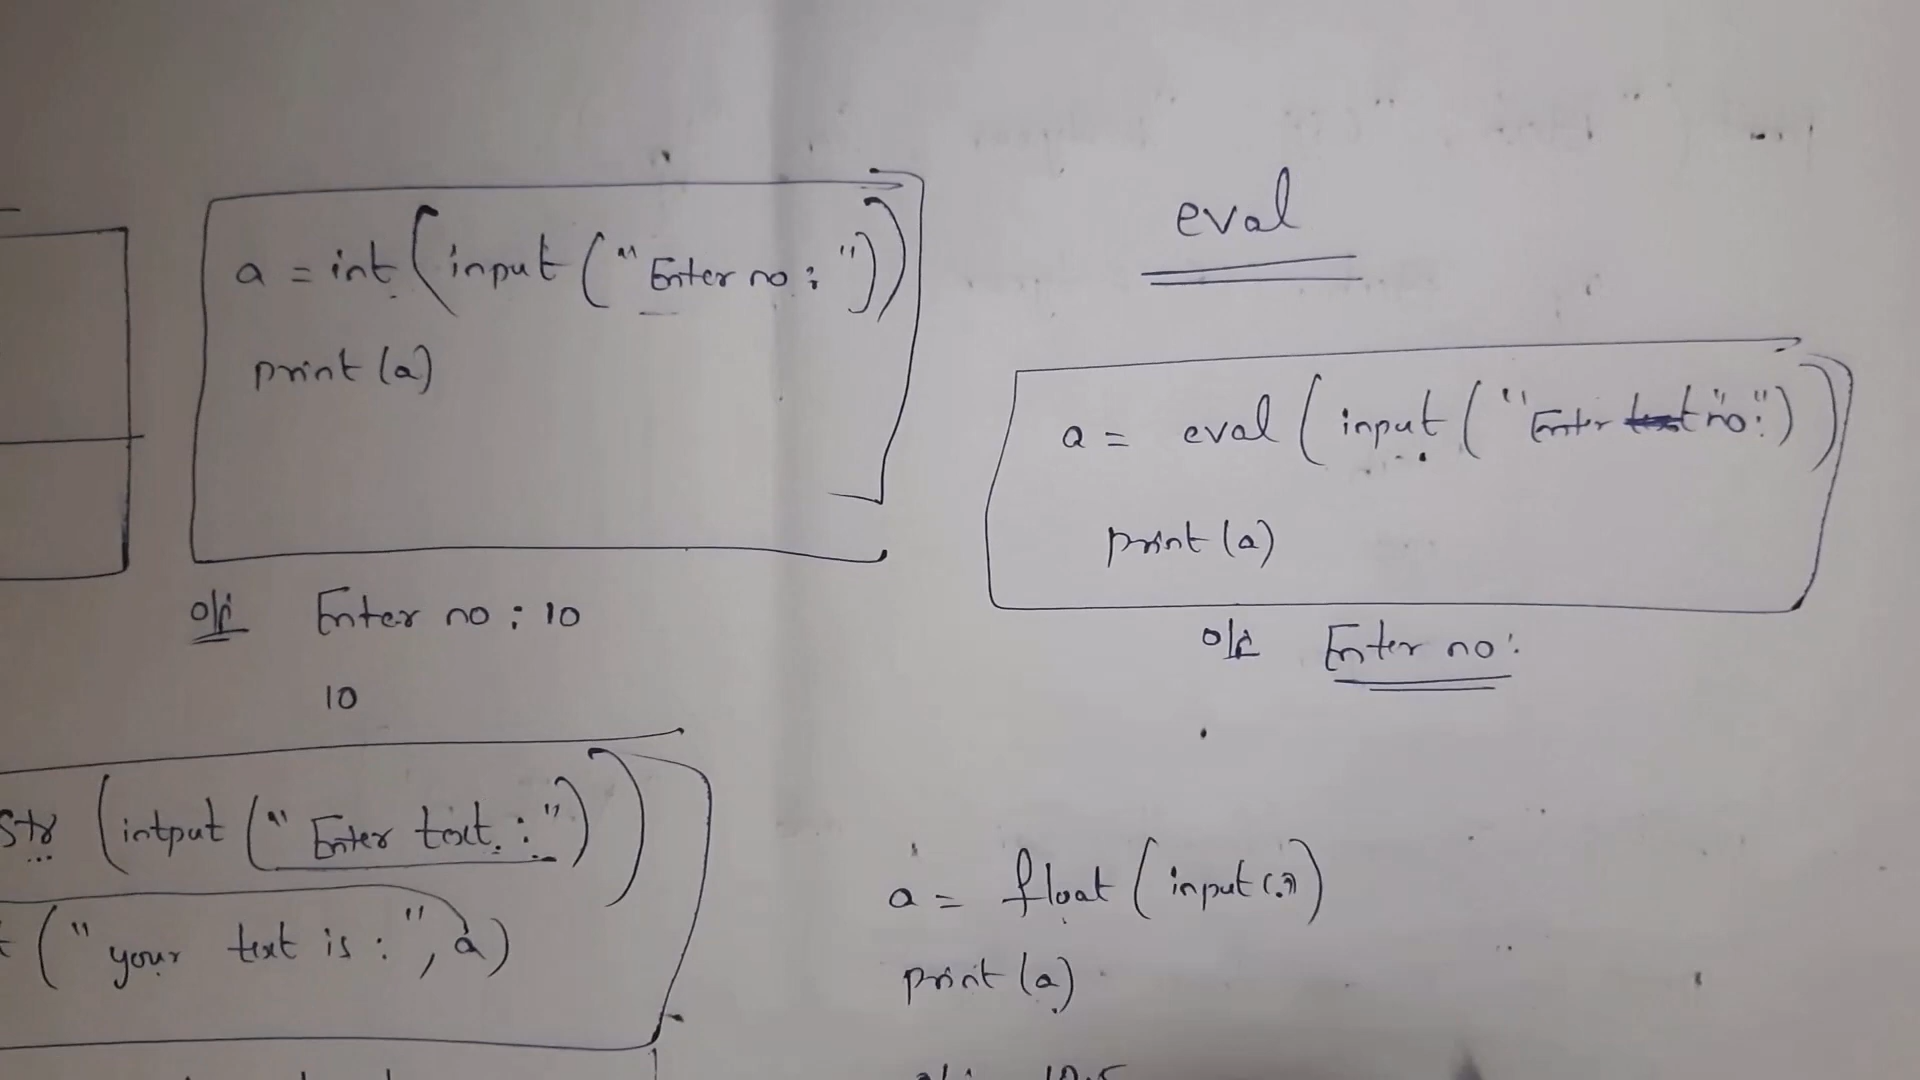 a = int (input ("Enter no : "))
print (a)
o/p Enter no : 10
10
str (intput (" Enter text : "))
("your text is : ", a)
eval
a = eval (input ("Enter no:"))
print (a)
o/p Enter no:
a = float (input (.))
print (a)